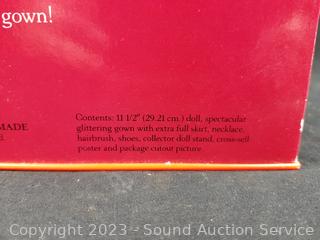 gown!
MADE
Contents: 11 1/2" (29.21 cm.) doll, spectacular
glittering gown with extra full skirt, necklace,
hairbrush, shoes, collector doll stand, cross-sell
poster and package cutout picture.
Copyright 2023 - Sound Auction Service